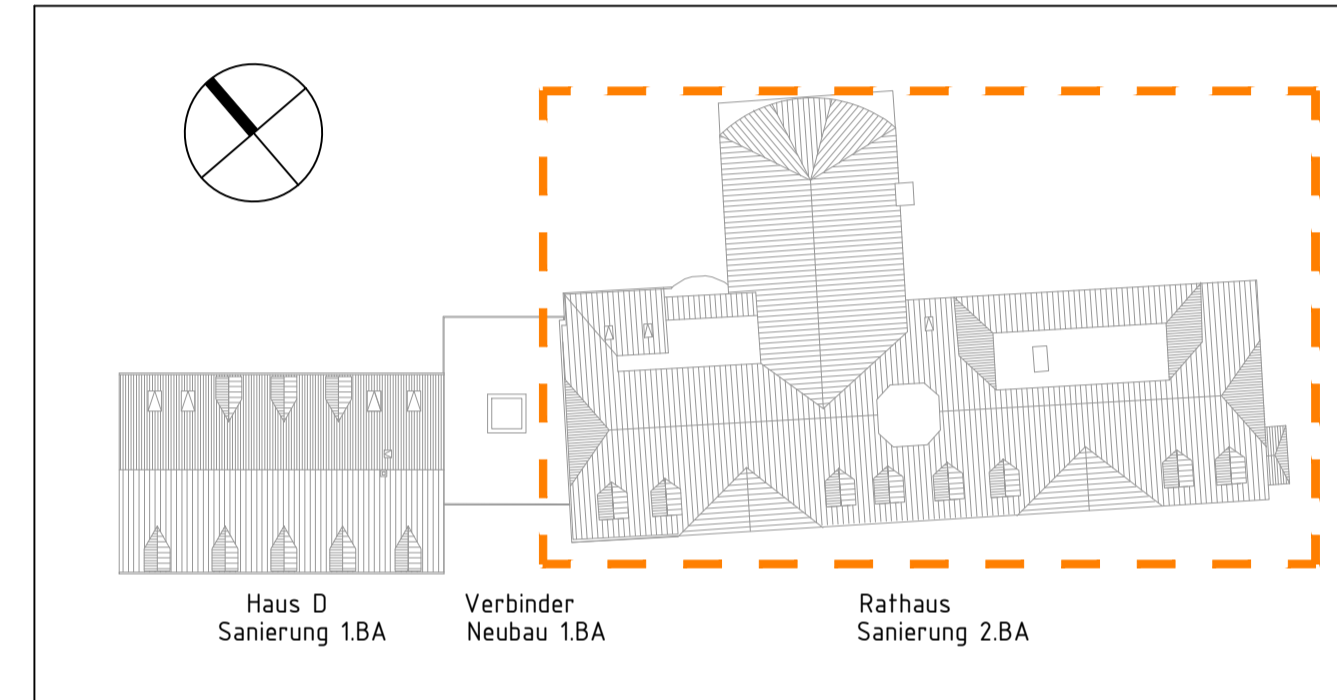 Haus D
Sanierung 1.BA
Verbinder
Neubau 1.BA
Rathaus
Sanierung 2.BA